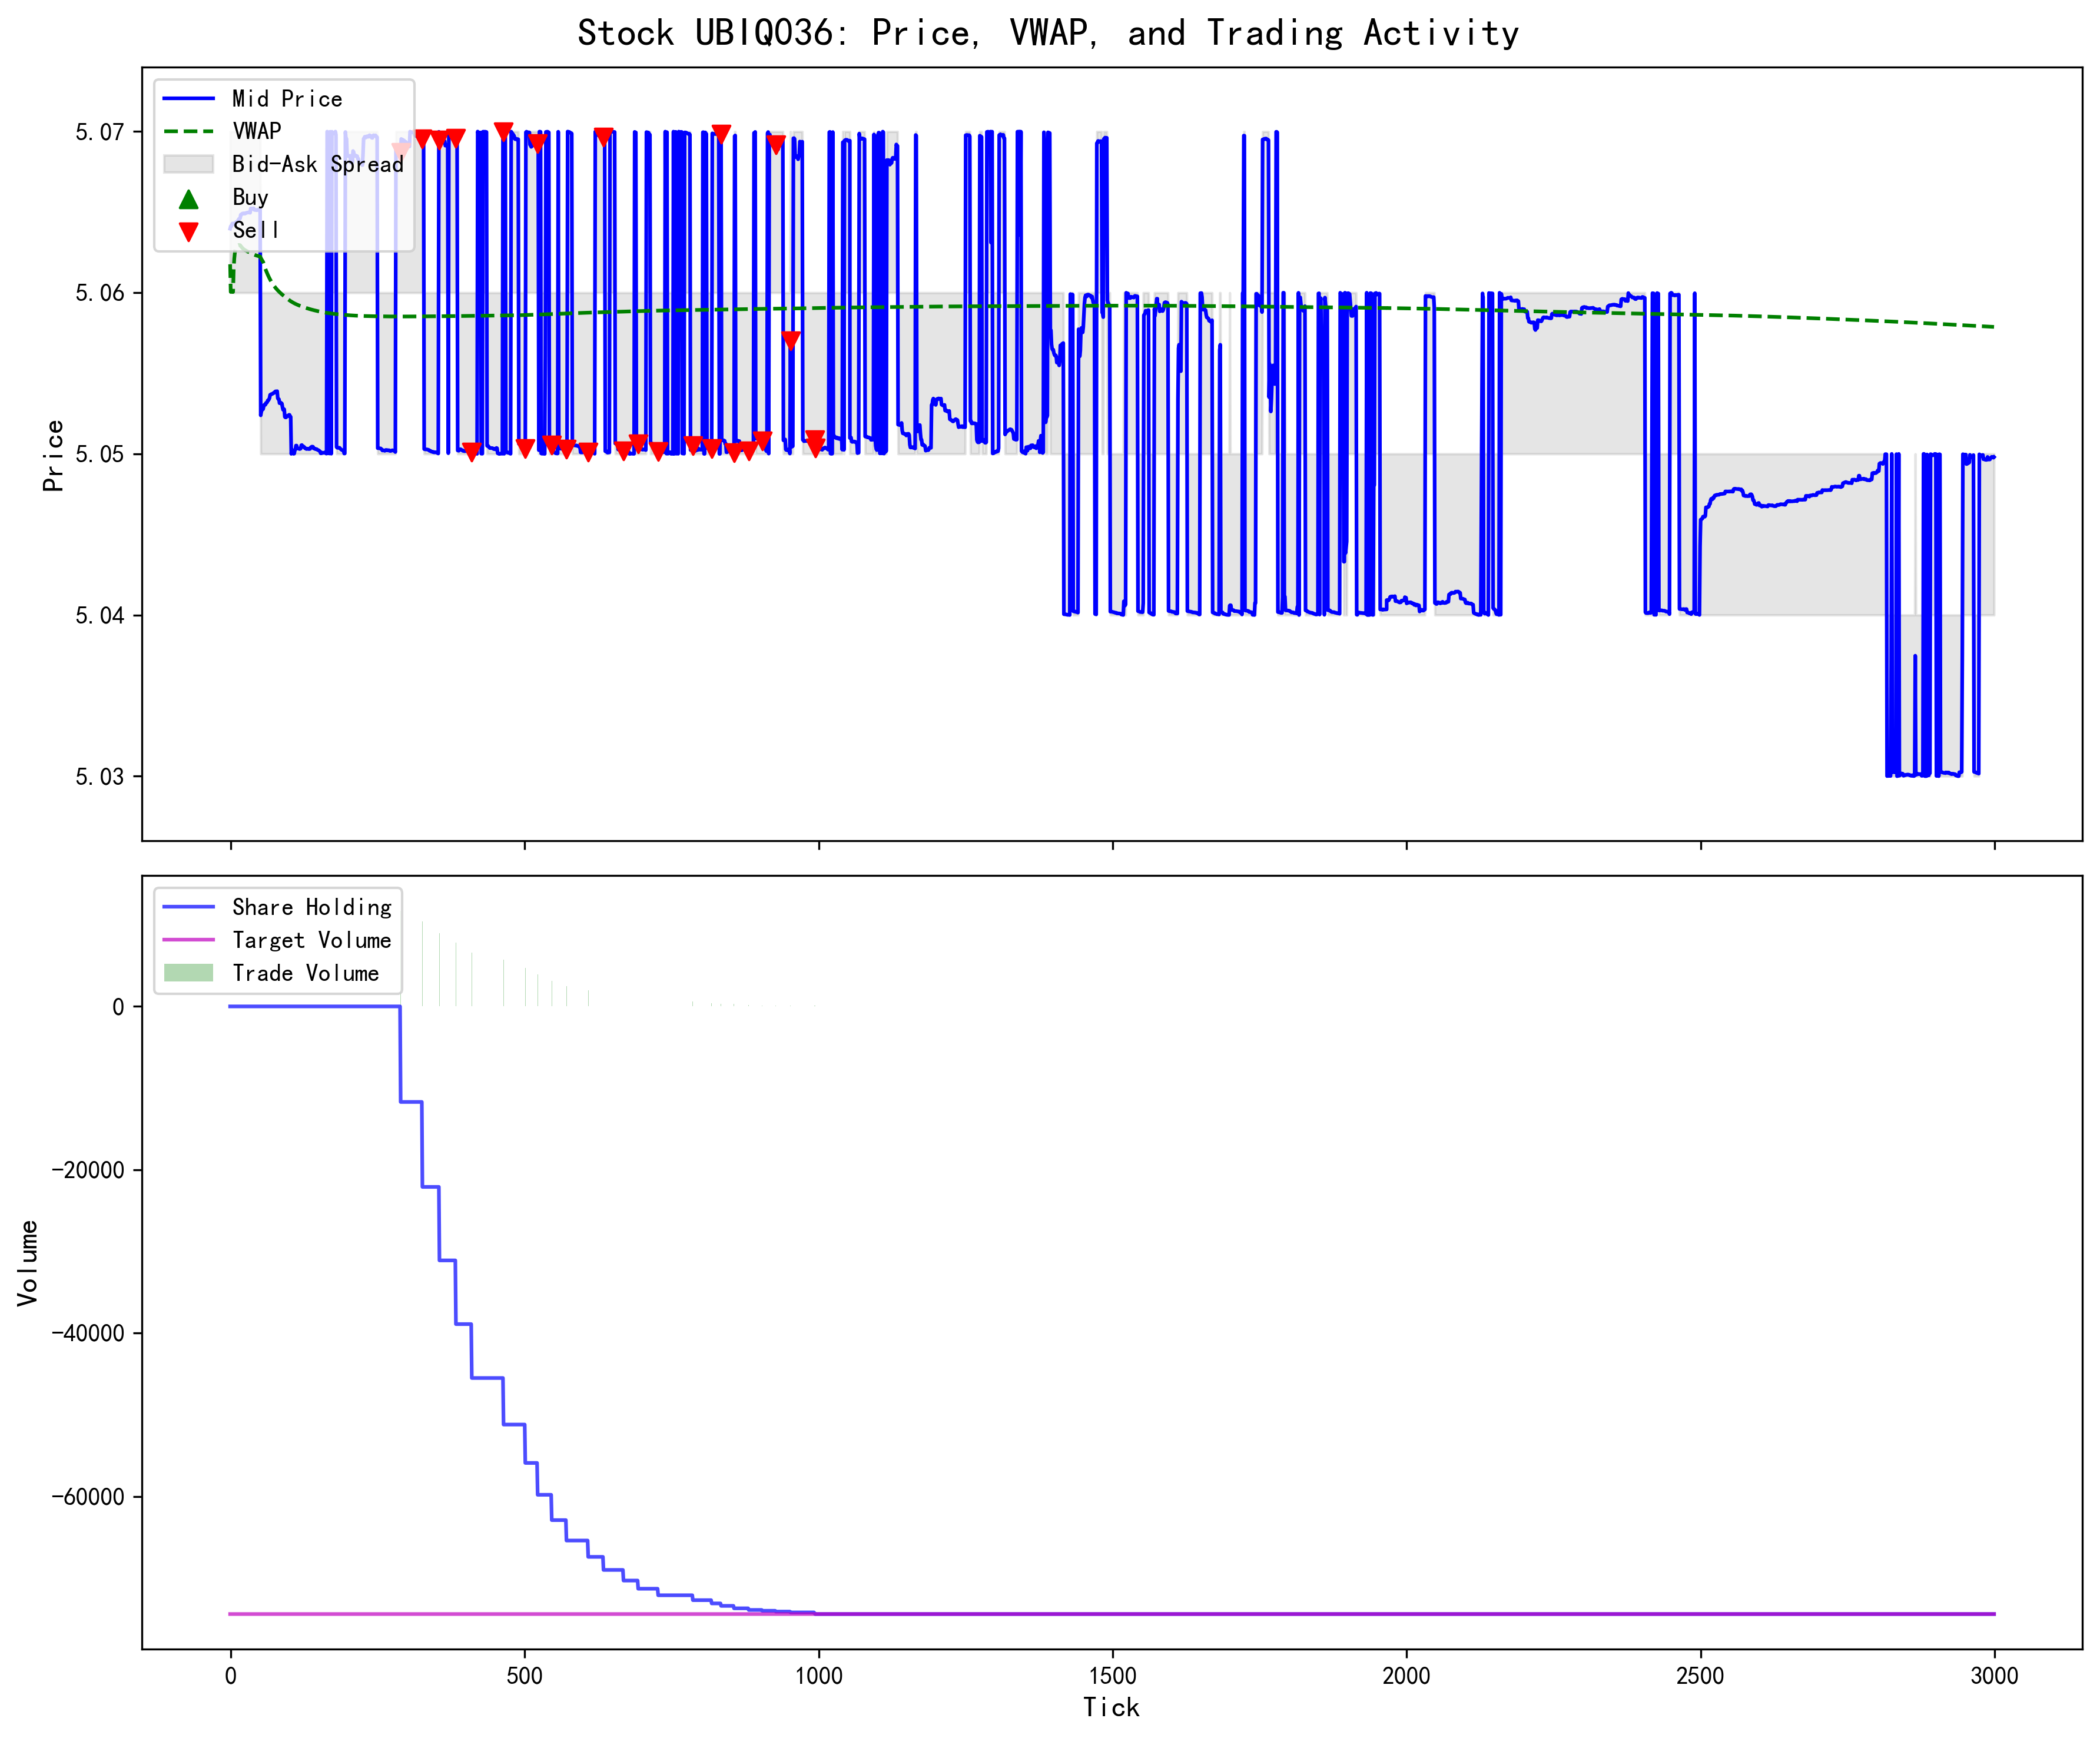 Stock UBIQ036: Price, VWAP, and Trading Activity
Mid Price
VWAP
Bid-Ask Spread
Buy
Sell
Price
5.07
5.06
5.05
5.04
5.03
Share Holding
Target Volume
Trade Volume
Volume
0
-20000
-40000
-60000
0 500 1000 1500 2000 2500 3000
Tick